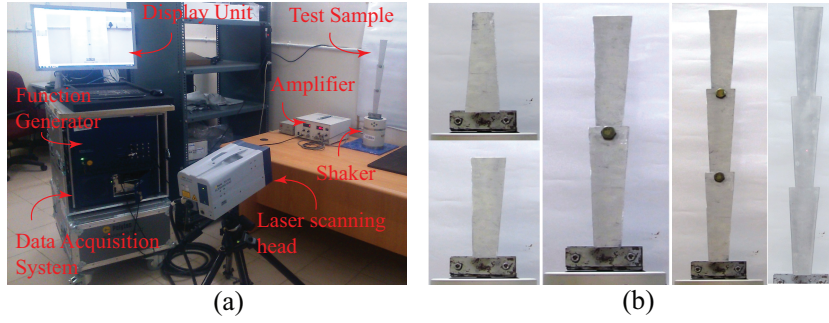 Display Unit
Test Sample
Function
Generator
Amplifier
Shaker
Data Acquisition
System
Laser scanning
head
(a)
(b)